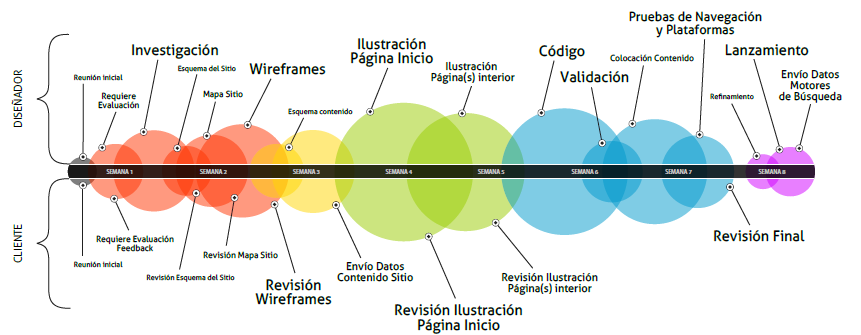 DISEÑADOR
Reunión inicial
Requiere
Evaluación
Investigación
Esquema del Sitio
Mapa Sitio
Wireframes
Esquema contenido
Ilustración
Página Inicio
Ilustración
Página(s) interior
Código
Validación
Colocación Contenido
Pruebas de Navegación
y Plataformas
Refinamiento
Lanzamiento
Envío Datos
Motores
de Búsqueda
SEMANA 1
SEMANA 2
SEMANA 3
SEMANA 4
SEMANA 5
SEMANA 6
SEMANA 7
SEMANA 8
CLIENTE
Reunión inicial
Requiere Evaluación
Feedback
Revisión Esquema del Sitio
Revisión Mapa Sitio
Revisión
Wireframes
Envío Datos
Contenido Sitio
Revisión Ilustración
Página Inicio
Revisión Ilustración
Página(s) interior
Revisión Final